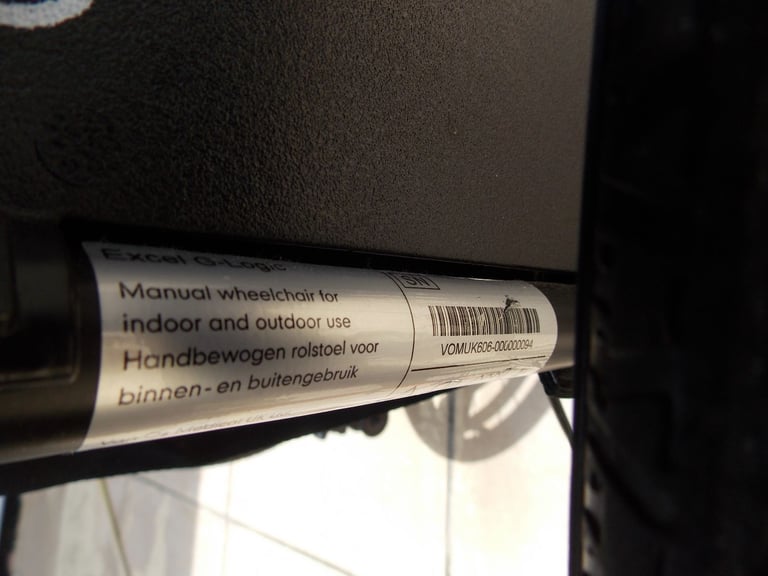 Excel G-Logic
Manual wheelchair for
indoor and outdoor use
Handbewogen rolstoel voor
binnen- en buitengebruik
SN
VOMUK606-000000094